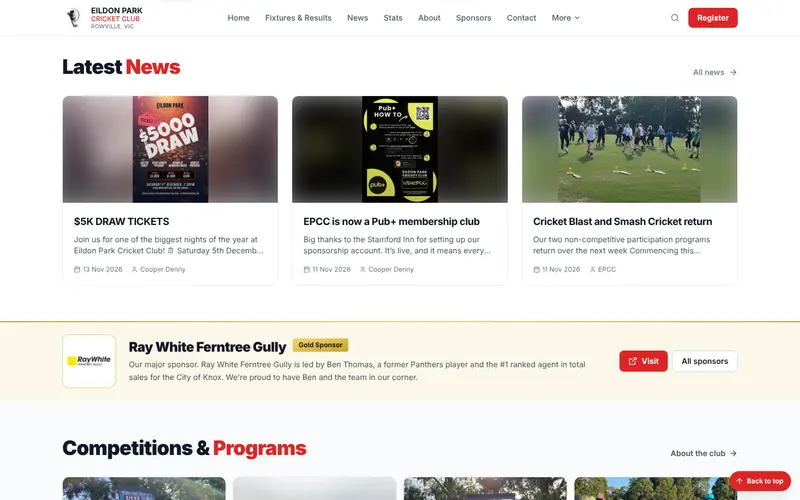 EILDON PARK
CRICKET CLUB
ROWVILLE, VIC
Home
Fixtures & Results
News
Stats
About
Sponsors
Contact
More
Register
Latest News
All news
EILDON PARK
$5000
DRAW
Pub+
HOW TO
pub+
EILDON PARK
CRICKET CLUB
$5K DRAW TICKETS
Join us for one of the biggest nights of the year at
Eildon Park Cricket Club! Saturday 5th Decemb...
13 Nov 2026
Cooper Denny
EPCC is now a Pub+ membership club
Big thanks to the Stamford Inn for setting up our
sponsorship account. It's live, and it means every...
11 Nov 2026
Cooper Denny
Cricket Blast and Smash Cricket return
Our two non-competitive participation programs
return over the next week Commencing this...
11 Nov 2026
EPCC
RayWhite
FERNTREE GULLY
Ray White Ferntree Gully
Gold Sponsor
Our major sponsor. Ray White Ferntree Gully is led by Ben Thomas, a former Panthers player and the #1 ranked agent in total
sales for the City of Knox. We're proud to have Ben and the team in our corner.
Visit
All sponsors
Competitions & Programs
About the club
Back to top